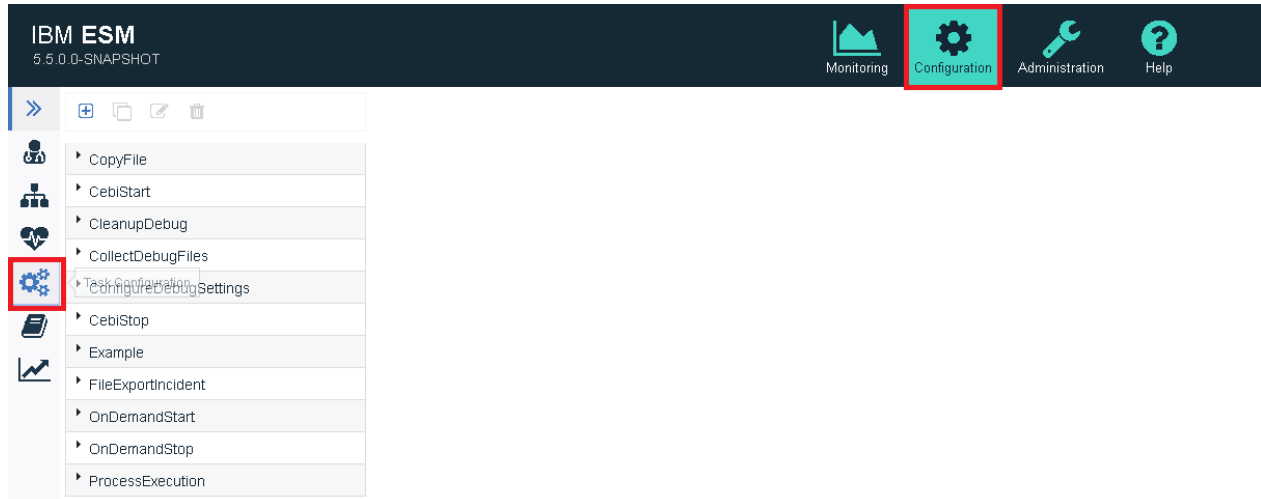 IBM ESM
5.5.0.0-SNAPSHOT
Monitoring
Configuration
Administration
Help
CopyFile
CebiStart
CleanupDebug
CollectDebugFiles
Task Configuration
ConfigureDebugSettings
CebiStop
Example
FileExportIncident
OnDemandStart
OnDemandStop
ProcessExecution